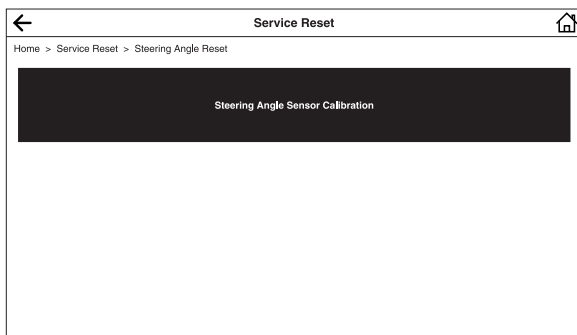 Service Reset
Home > Service Reset > Steering Angle Reset
Steering Angle Sensor Calibration